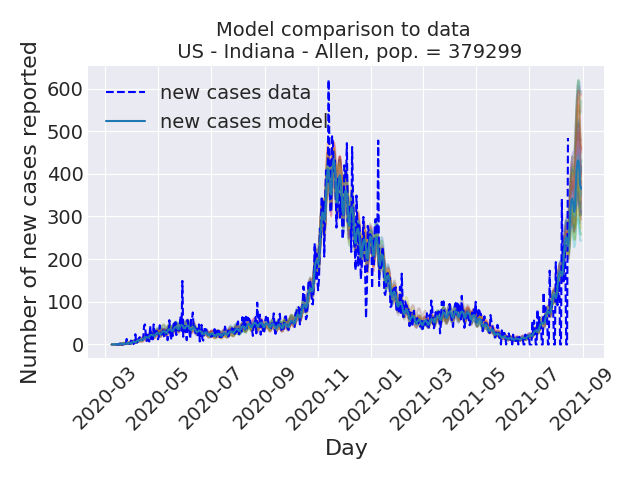 Model comparison to data
US - Indiana - Allen, pop. = 379299
Number of new cases reported
600
500
400
300
200
100
0
new cases data
new cases model
2020-03
2020-05
2020-07
2020-09
2020-11
2021-01
2021-03
2021-05
2021-07
2021-09
Day